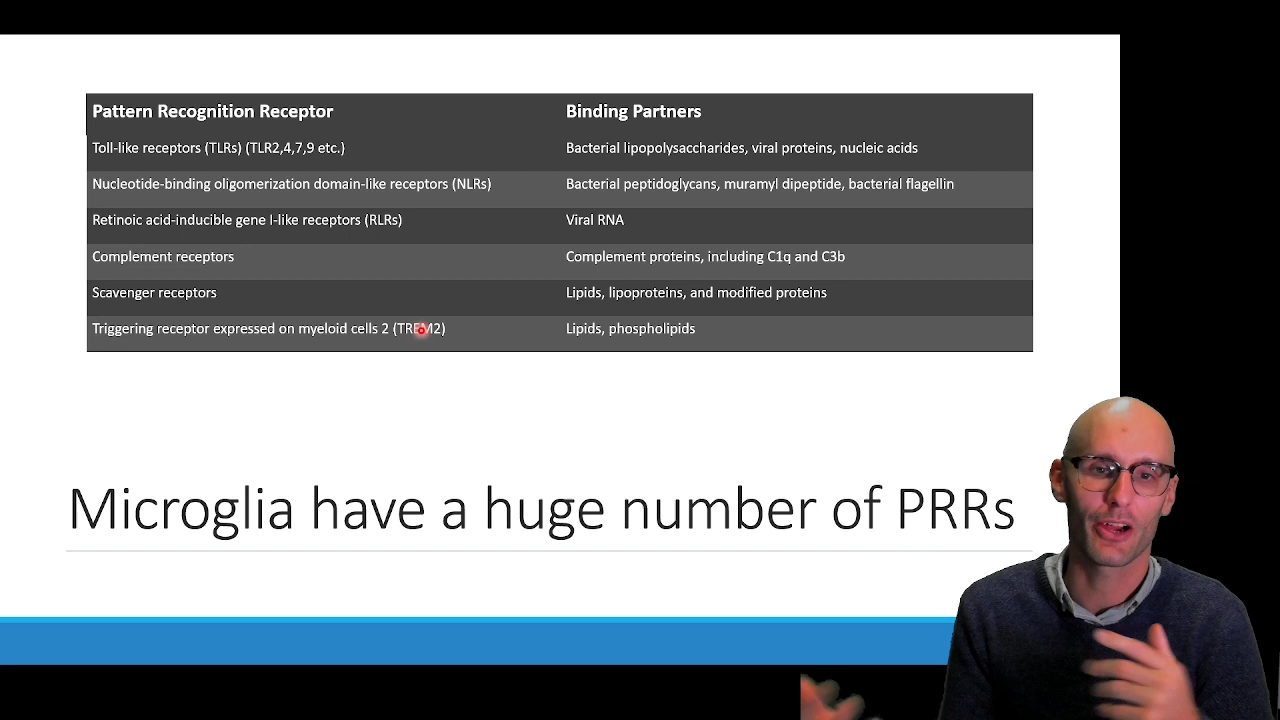 Pattern Recognition Receptor Binding Partners
Toll-like receptors (TLRs) (TLR2,4,7,9 etc.) Bacterial lipopolysaccharides, viral proteins, nucleic acids
Nucleotide-binding oligomerization domain-like receptors (NLRs) Bacterial peptidoglycans, muramyl dipeptide, bacterial flagellin
Retinoic acid-inducible gene I-like receptors (RLRs) Viral RNA
Complement receptors Complement proteins, including C1q and C3b
Scavenger receptors Lipids, lipoproteins, and modified proteins
Triggering receptor expressed on myeloid cells 2 (TREM2) Lipids, phospholipids
Microglia have a huge number of PRRs